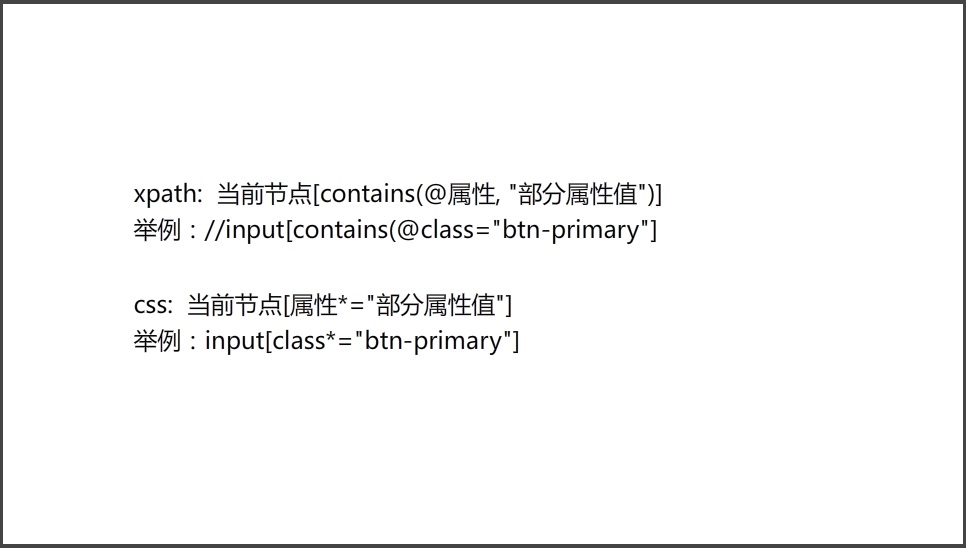 xpath:  当前节点[contains(@属性, "部分属性值")]
举例：//input[contains(@class="btn-primary"]
css:  当前节点[属性*="部分属性值"]
举例：input[class*="btn-primary"]